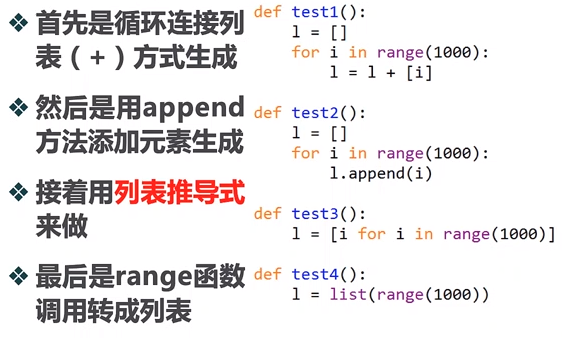 ❖ 首先是循环连接列
表（+）方式生成
❖ 然后是用append
方法添加元素生成
❖ 接着用列表推导式
来做
❖ 最后是range函数
调用转成列表
def test1():
    l = []
    for i in range(1000):
        l = l + [i]
def test2():
    l = []
    for i in range(1000):
        l.append(i)
def test3():
    l = [i for i in range(1000)]
def test4():
    l = list(range(1000))